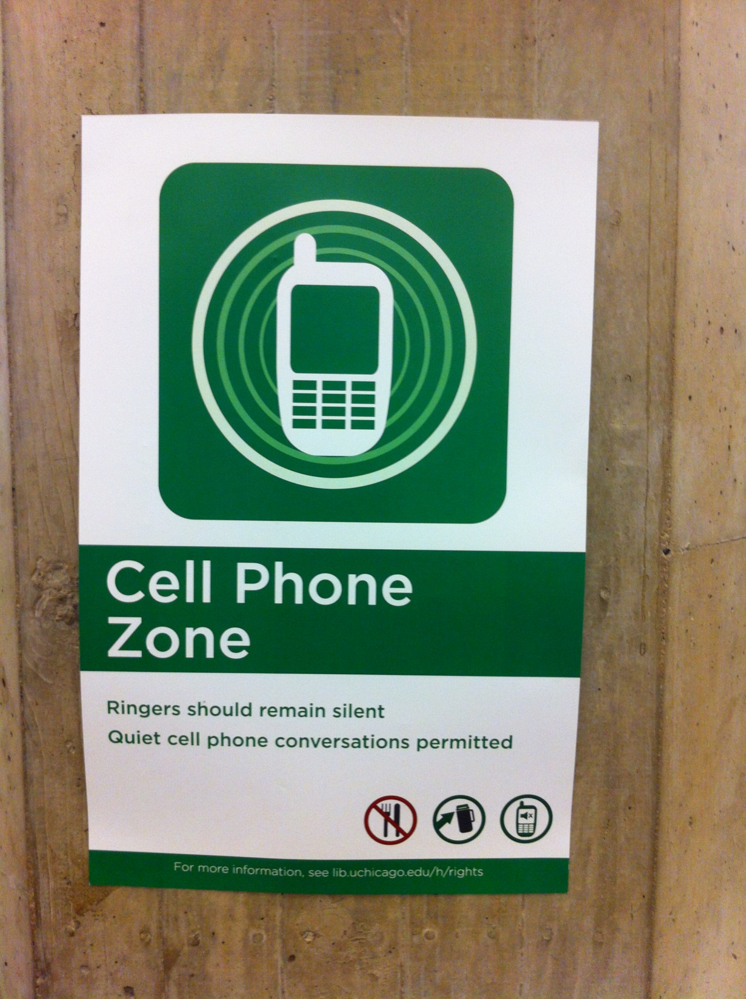 Cell Phone
Zone
Ringers should remain silent
Quiet cell phone conversations permitted
For more information, see lib.uchicago.edu/h/rights